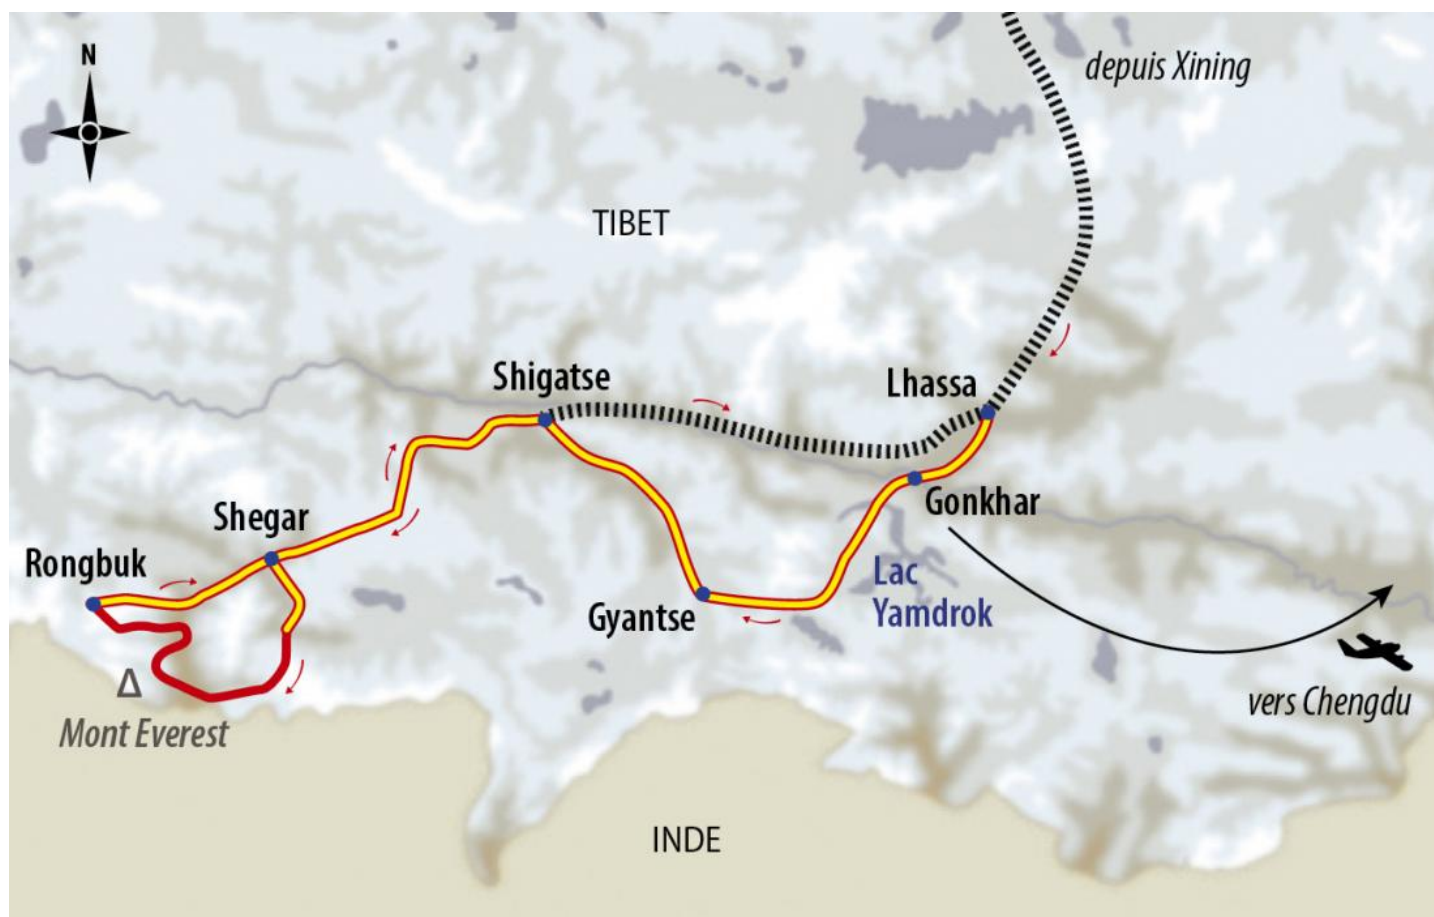 N
depuis Xining
TIBET
Shigatse
Lhassa
Gonkhar
Shegar
Rongbuk
Lac
Yamdrok
Gyantse
vers Chengdu
Mont Everest
INDE